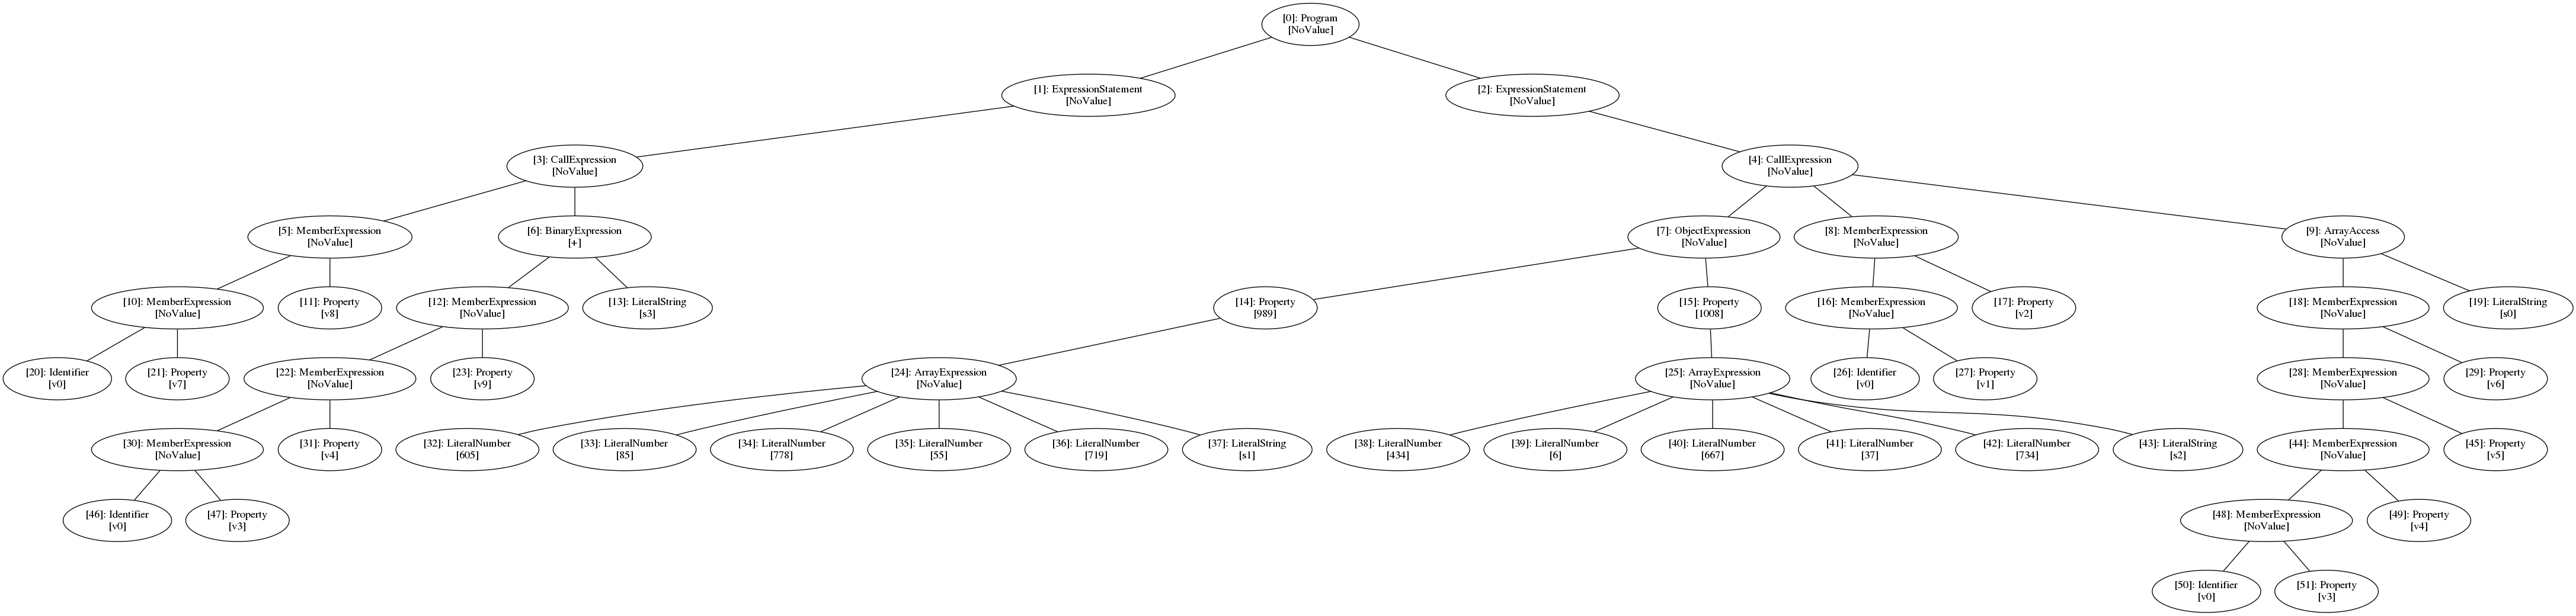 [0]: Program
[NoValue]
[1]: ExpressionStatement
[NoValue]
[2]: ExpressionStatement
[NoValue]
[3]: CallExpression
[NoValue]
[4]: CallExpression
[NoValue]
[5]: MemberExpression
[NoValue]
[6]: BinaryExpression
[+]
[7]: ObjectExpression
[NoValue]
[8]: MemberExpression
[NoValue]
[9]: ArrayAccess
[NoValue]
[10]: MemberExpression
[NoValue]
[11]: Property
[v8]
[12]: MemberExpression
[NoValue]
[13]: LiteralString
[s3]
[14]: Property
[989]
[15]: Property
[1008]
[16]: MemberExpression
[NoValue]
[17]: Property
[v2]
[18]: MemberExpression
[NoValue]
[19]: LiteralString
[s0]
[20]: Identifier
[v0]
[21]: Property
[v7]
[22]: MemberExpression
[NoValue]
[23]: Property
[v9]
[24]: ArrayExpression
[NoValue]
[25]: ArrayExpression
[NoValue]
[26]: Identifier
[v0]
[27]: Property
[v1]
[28]: MemberExpression
[NoValue]
[29]: Property
[v6]
[30]: MemberExpression
[NoValue]
[31]: Property
[v4]
[32]: LiteralNumber
[605]
[33]: LiteralNumber
[85]
[34]: LiteralNumber
[778]
[35]: LiteralNumber
[55]
[36]: LiteralNumber
[719]
[37]: LiteralString
[s1]
[38]: LiteralNumber
[434]
[39]: LiteralNumber
[6]
[40]: LiteralNumber
[667]
[41]: LiteralNumber
[37]
[42]: LiteralNumber
[734]
[43]: LiteralString
[s2]
[44]: MemberExpression
[NoValue]
[45]: Property
[v5]
[46]: Identifier
[v0]
[47]: Property
[v3]
[48]: MemberExpression
[NoValue]
[49]: Property
[v4]
[50]: Identifier
[v0]
[51]: Property
[v3]